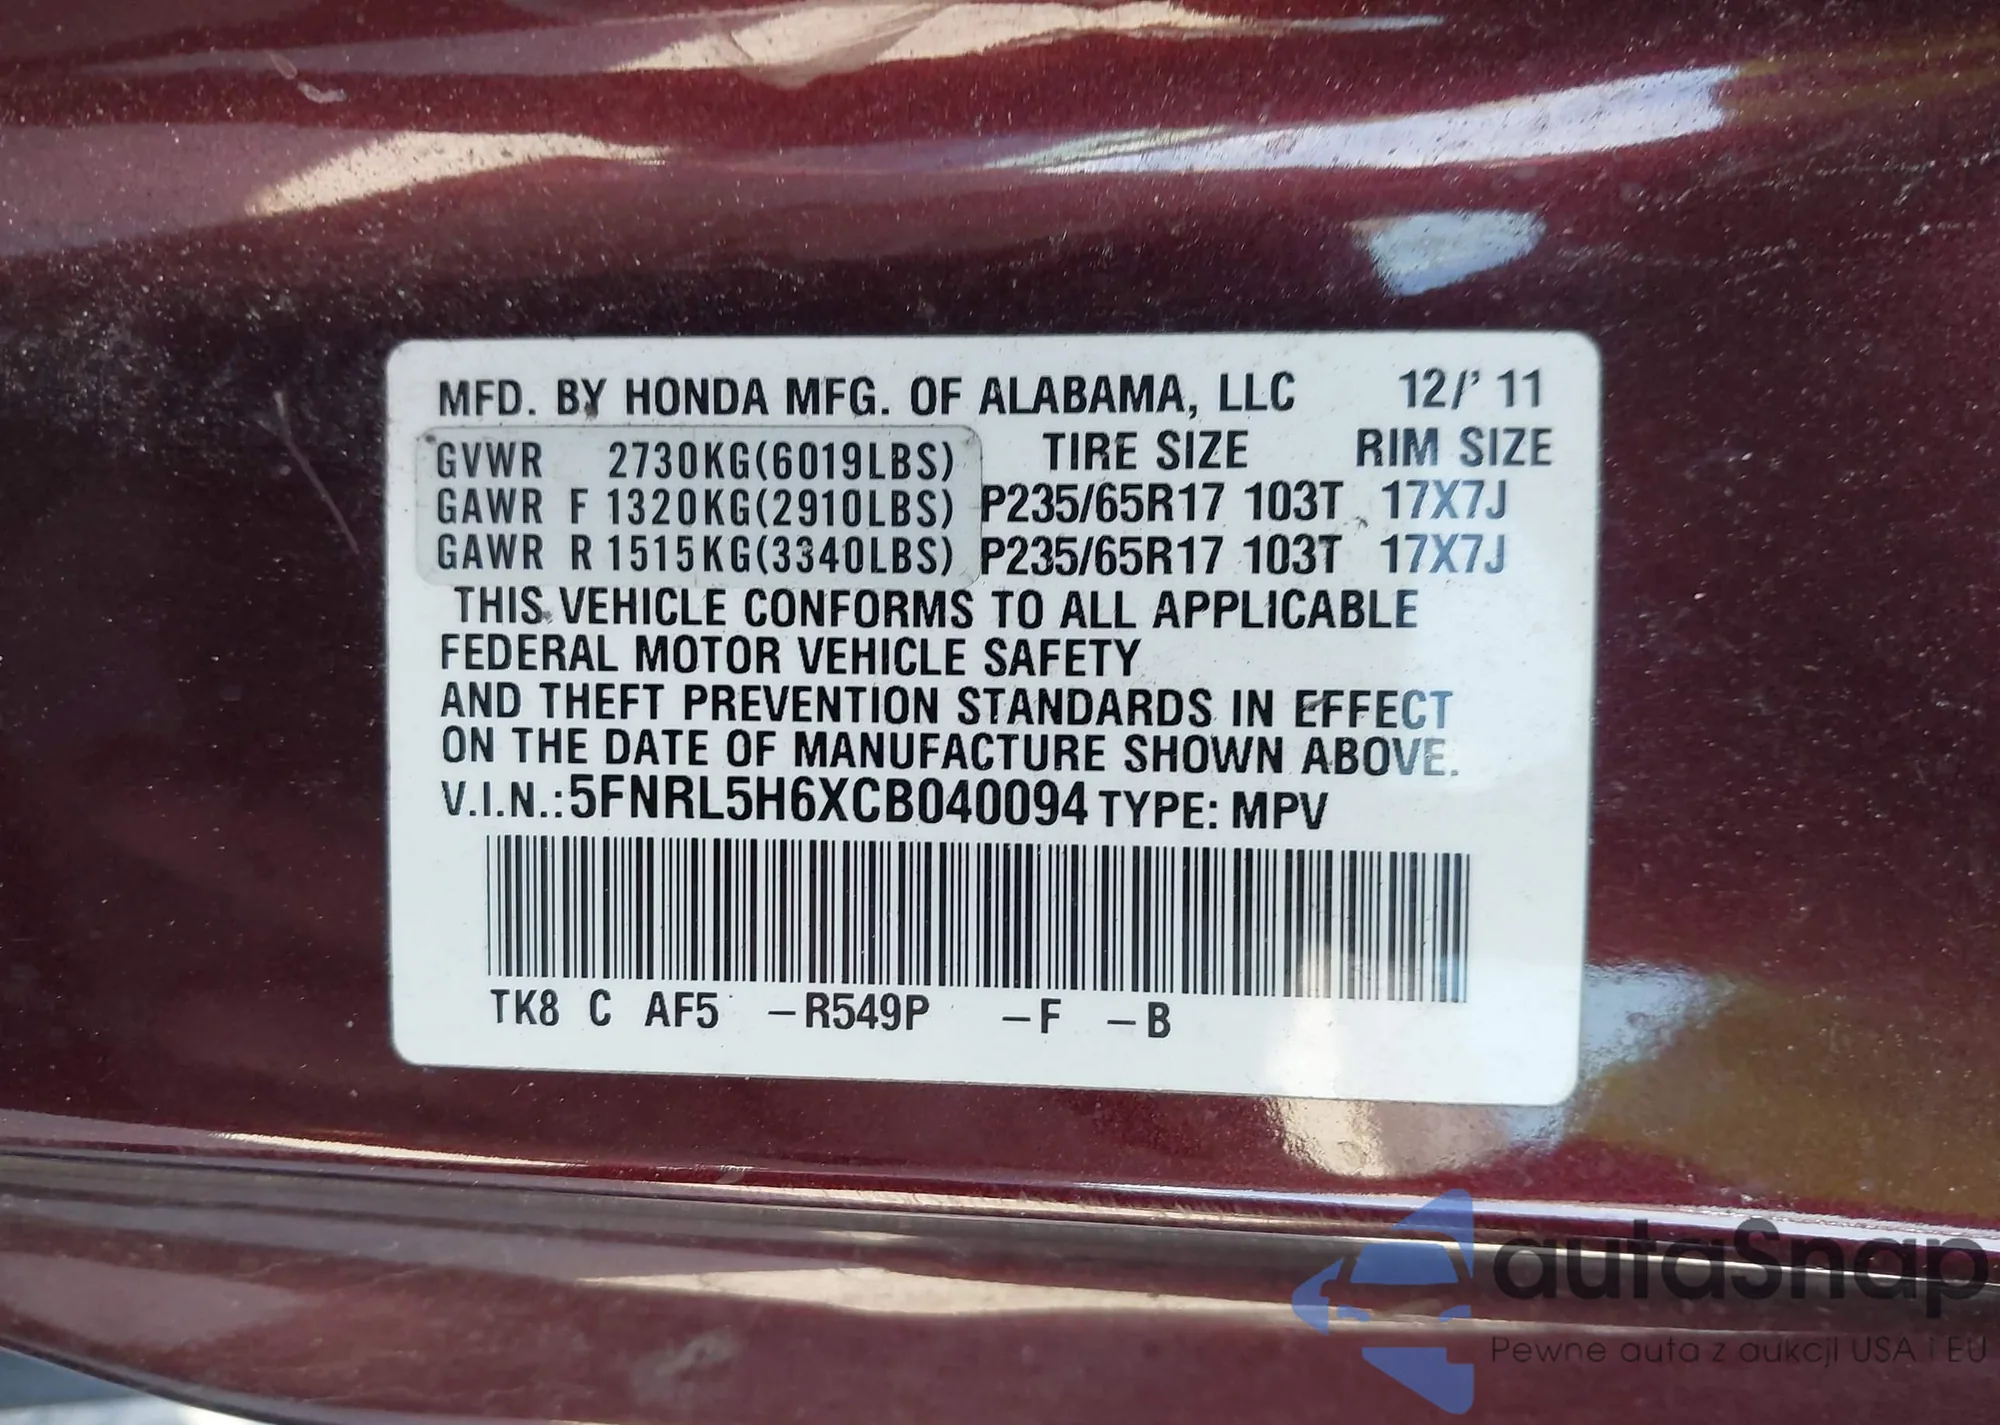 MFD. BY HONDA MFG. OF ALABAMA, LLC 12/' 11
GVWR 2730KG(6019LBS) TIRE SIZE RIM SIZE
GAWR F 1320KG(2910LBS) P235/65R17 103T 17X7J
GAWR R 1515KG(3340LBS) P235/65R17 103T 17X7J
THIS VEHICLE CONFORMS TO ALL APPLICABLE
FEDERAL MOTOR VEHICLE SAFETY
AND THEFT PREVENTION STANDARDS IN EFFECT
ON THE DATE OF MANUFACTURE SHOWN ABOVE.
V.I.N.:5FNRL5H6XCB040094 TYPE: MPV
TK8 C AF5 -R549P -F -B
autaSnap
Pewne auta z aukcji USA i EU